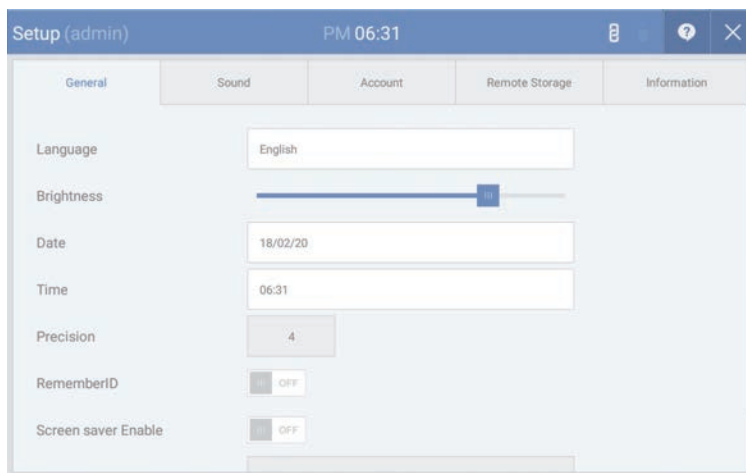 Setup (admin) PM 06:31 ?
General Sound Account Remote Storage Information
Language English
Brightness
Date 18/02/20
Time 06:31
Precision 4
RememberID OFF
Screen saver Enable OFF